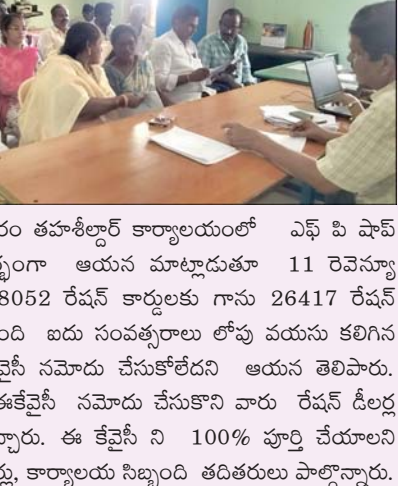 రం తహశీల్దార్ కార్యాలయంలో ఎఫ్ పి షాప్
ర్భంగా ఆయన మాట్లాడుతూ 11 రెవెన్యూ
8052 రేషన్ కార్డులకు గాను 26417 రేషన్
ంది ఐదు సంవత్సరాలు లోపు వయసు కలిగిన
వైసీ నమోదు చేసుకోలేదని ఆయన తెలిపారు.
ఈకేవైసీ నమోదు చేసుకొని వారు రేషన్ డీలర్ల
చ్చారు. ఈ కేవైసీ ని 100% పూర్తి చేయాలని
ర్లు, కార్యాలయ సిబ్బంది తదితరులు పాల్గొన్నారు.